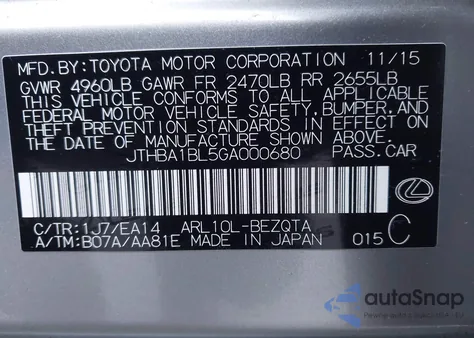 MFD.BY:TOYOTA MOTOR CORPORATION 11/15
GVWR 4960LB GAWR FR 2470LB RR 2655LB
THIS VEHICLE CONFORMS TO ALL APPLICABLE
FEDERAL MOTOR VEHICLE SAFETY, BUMPER, AND
THEFT PREVENTION STANDARDS IN EFFECT ON
THE DATE OF MANUFACTURE SHOWN ABOVE.
JTHBA1BL5GA000680 PASS.CAR
C/TR:1J7/EA14 ARL10L-BEZQTA
A/TM:B07A/AA81E MADE IN JAPAN 015 C
autoSnap